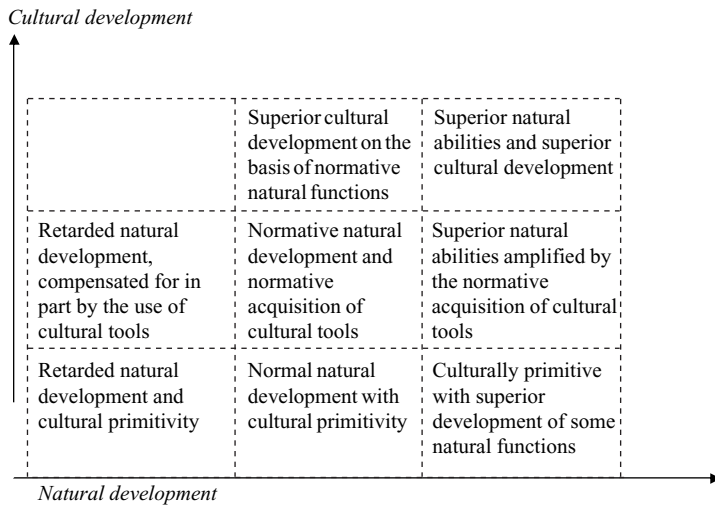 Cultural development
Superior cultural
development on the
basis of normative
natural functions
Superior natural
abilities and superior
cultural development
Retarded natural
development,
compensated for in
part by the use of
cultural tools
Normative natural
development and
normative
acquisition of
cultural tools
Superior natural
abilities amplified by
the normative
acquisition of cultural
tools
Retarded natural
development and
cultural primitivity
Normal natural
development with
cultural primitivity
Culturally primitive
with superior
development of some
natural functions
Natural development